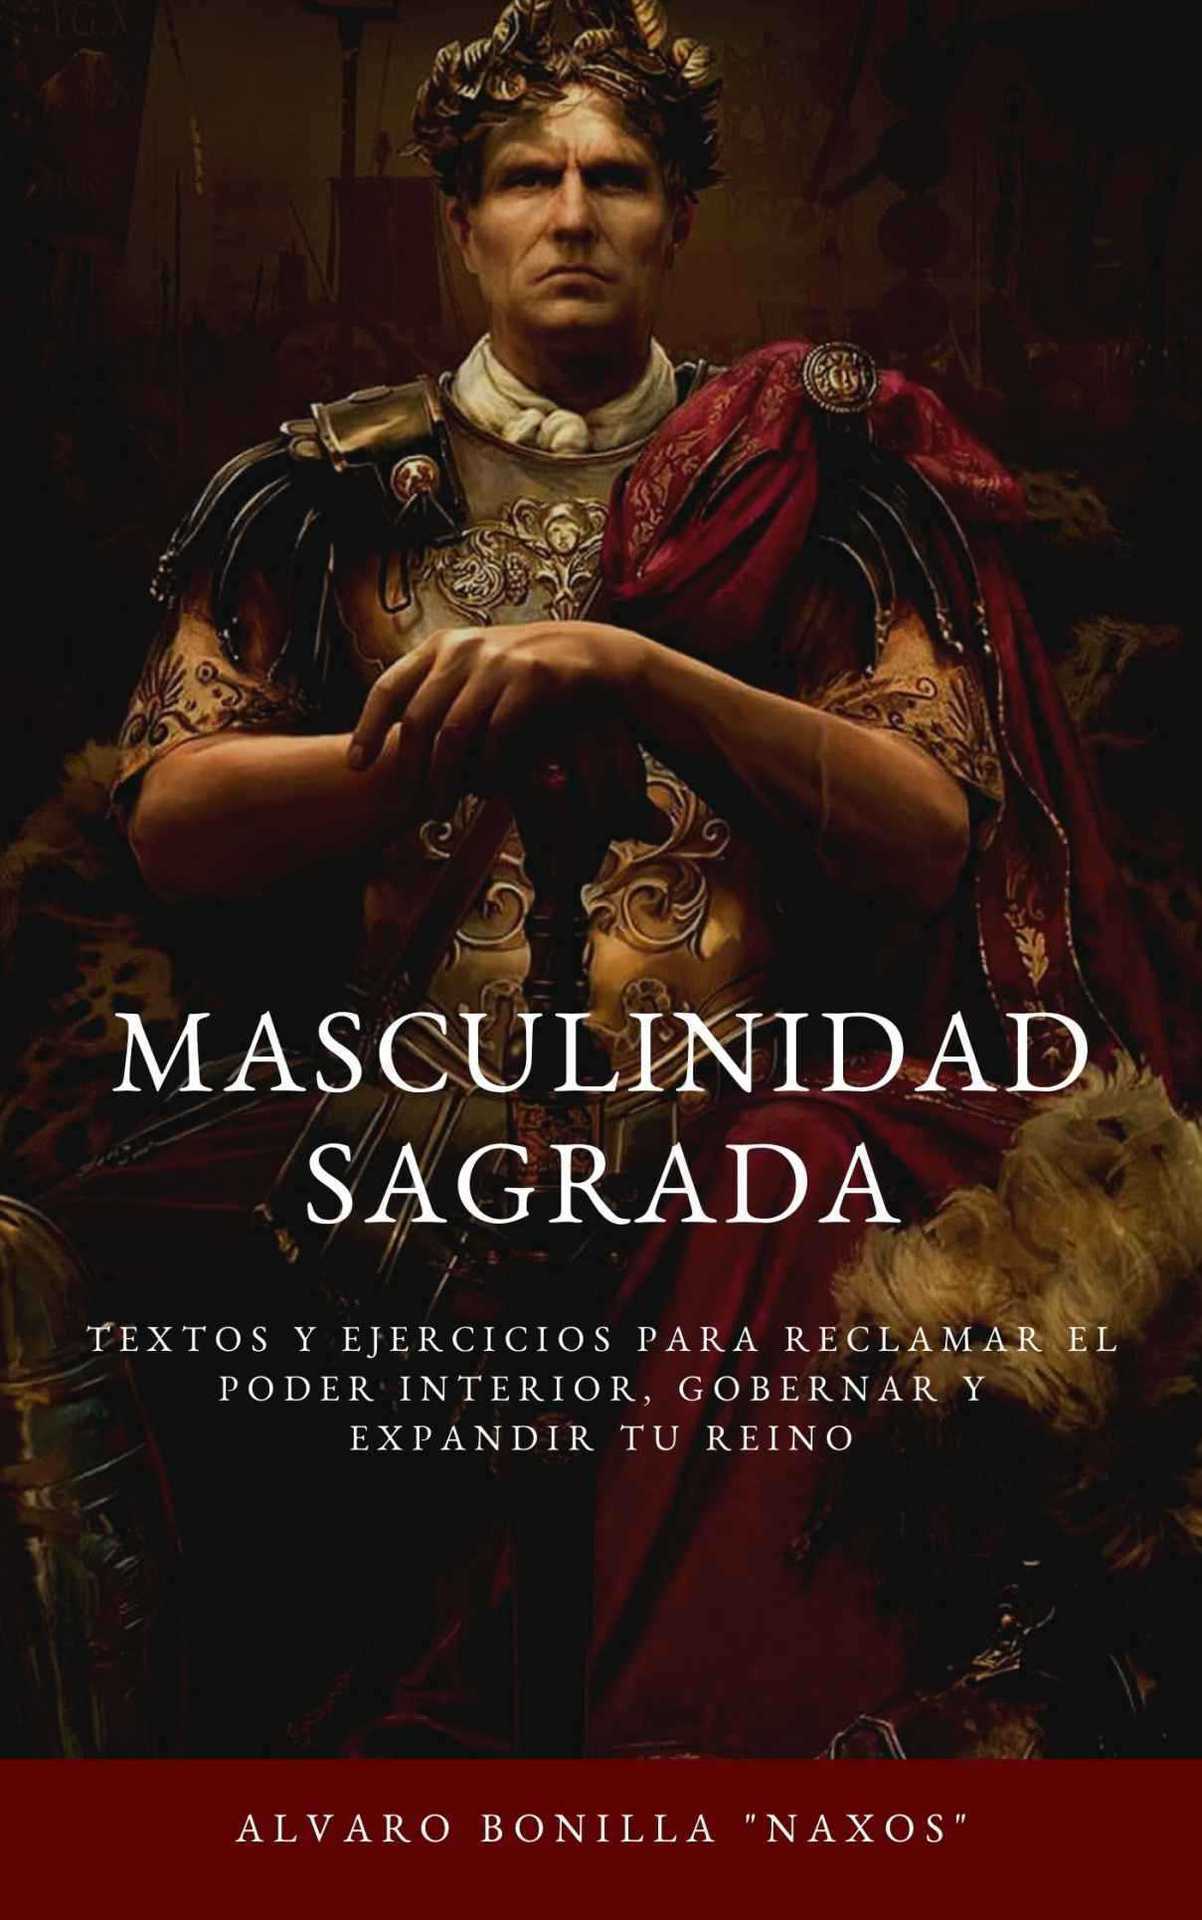 MASCULINIDAD
SAGRADA
TEXTOS Y EJERCICIOS PARA RECLAMAR EL
PODER INTERIOR, GOBERNAR Y
EXPANDIR TU REINO
ALVARO BONILLA "NAXOS"